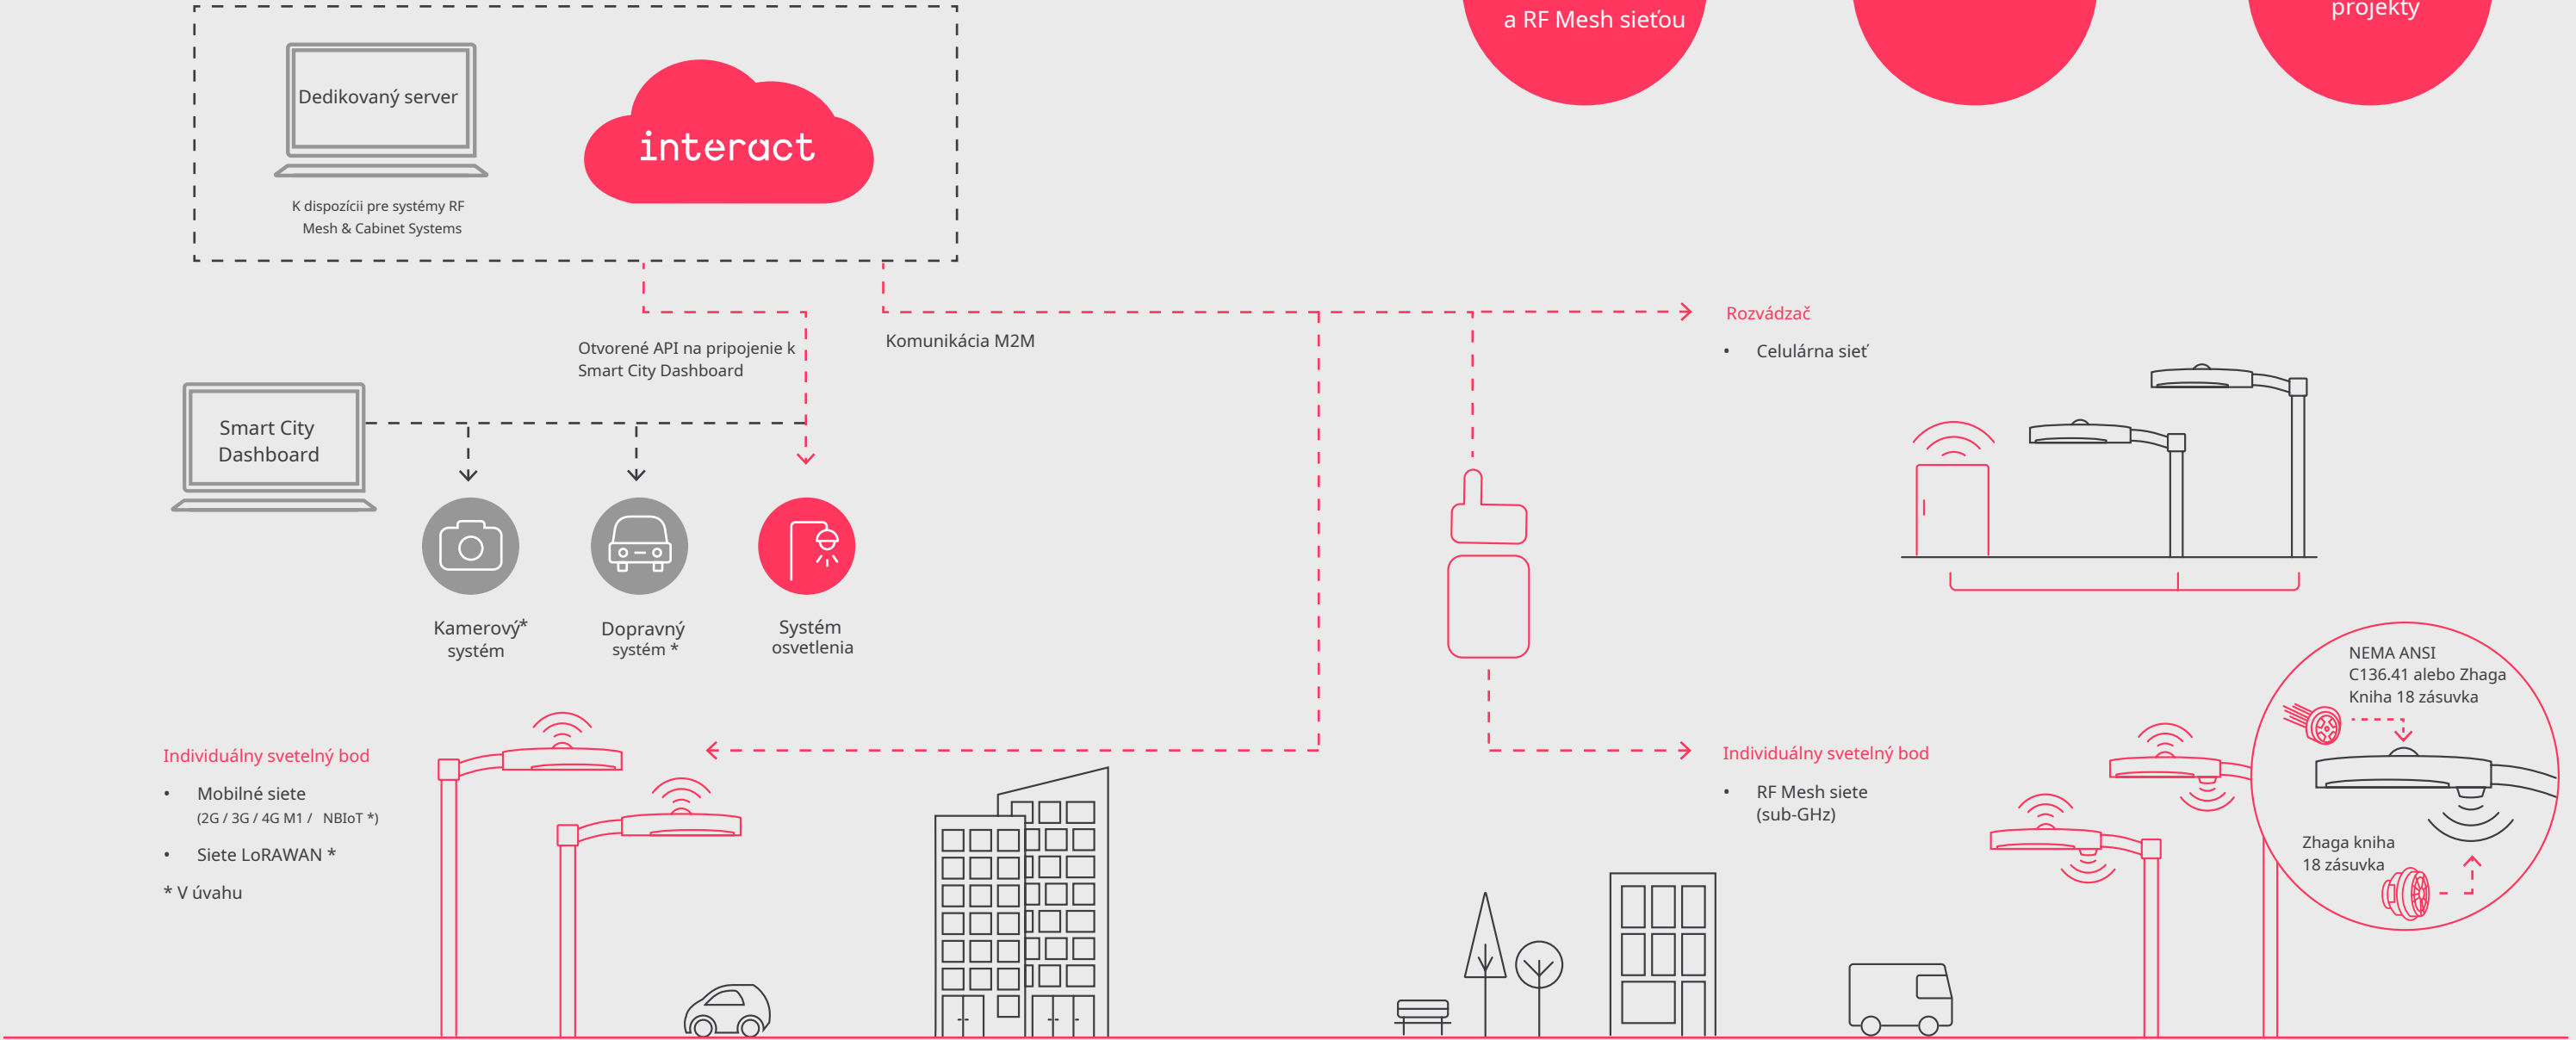 a RF Mesh sieťou
projekty
Dedikovaný server
interact
K dispozícii pre systémy RF
Mesh & Cabinet Systems
Otvorené API na pripojenie k
Smart City Dashboard
Komunikácia M2M
Rozvádzač
• Celulárna sieť
Smart City
Dashboard
Kamerový*
systém
Dopravný
systém *
Systém
osvetlenia
Individuálny svetelný bod
• Mobilné siete
(2G / 3G / 4G M1 / NBIoT *)
• Siete LoRAWAN *
* V úvahu
Individuálny svetelný bod
• RF Mesh siete
(sub-GHz)
NEMA ANSI
C136.41 alebo Zhaga
Kniha 18 zásuvka
Zhaga kniha
18 zásuvka